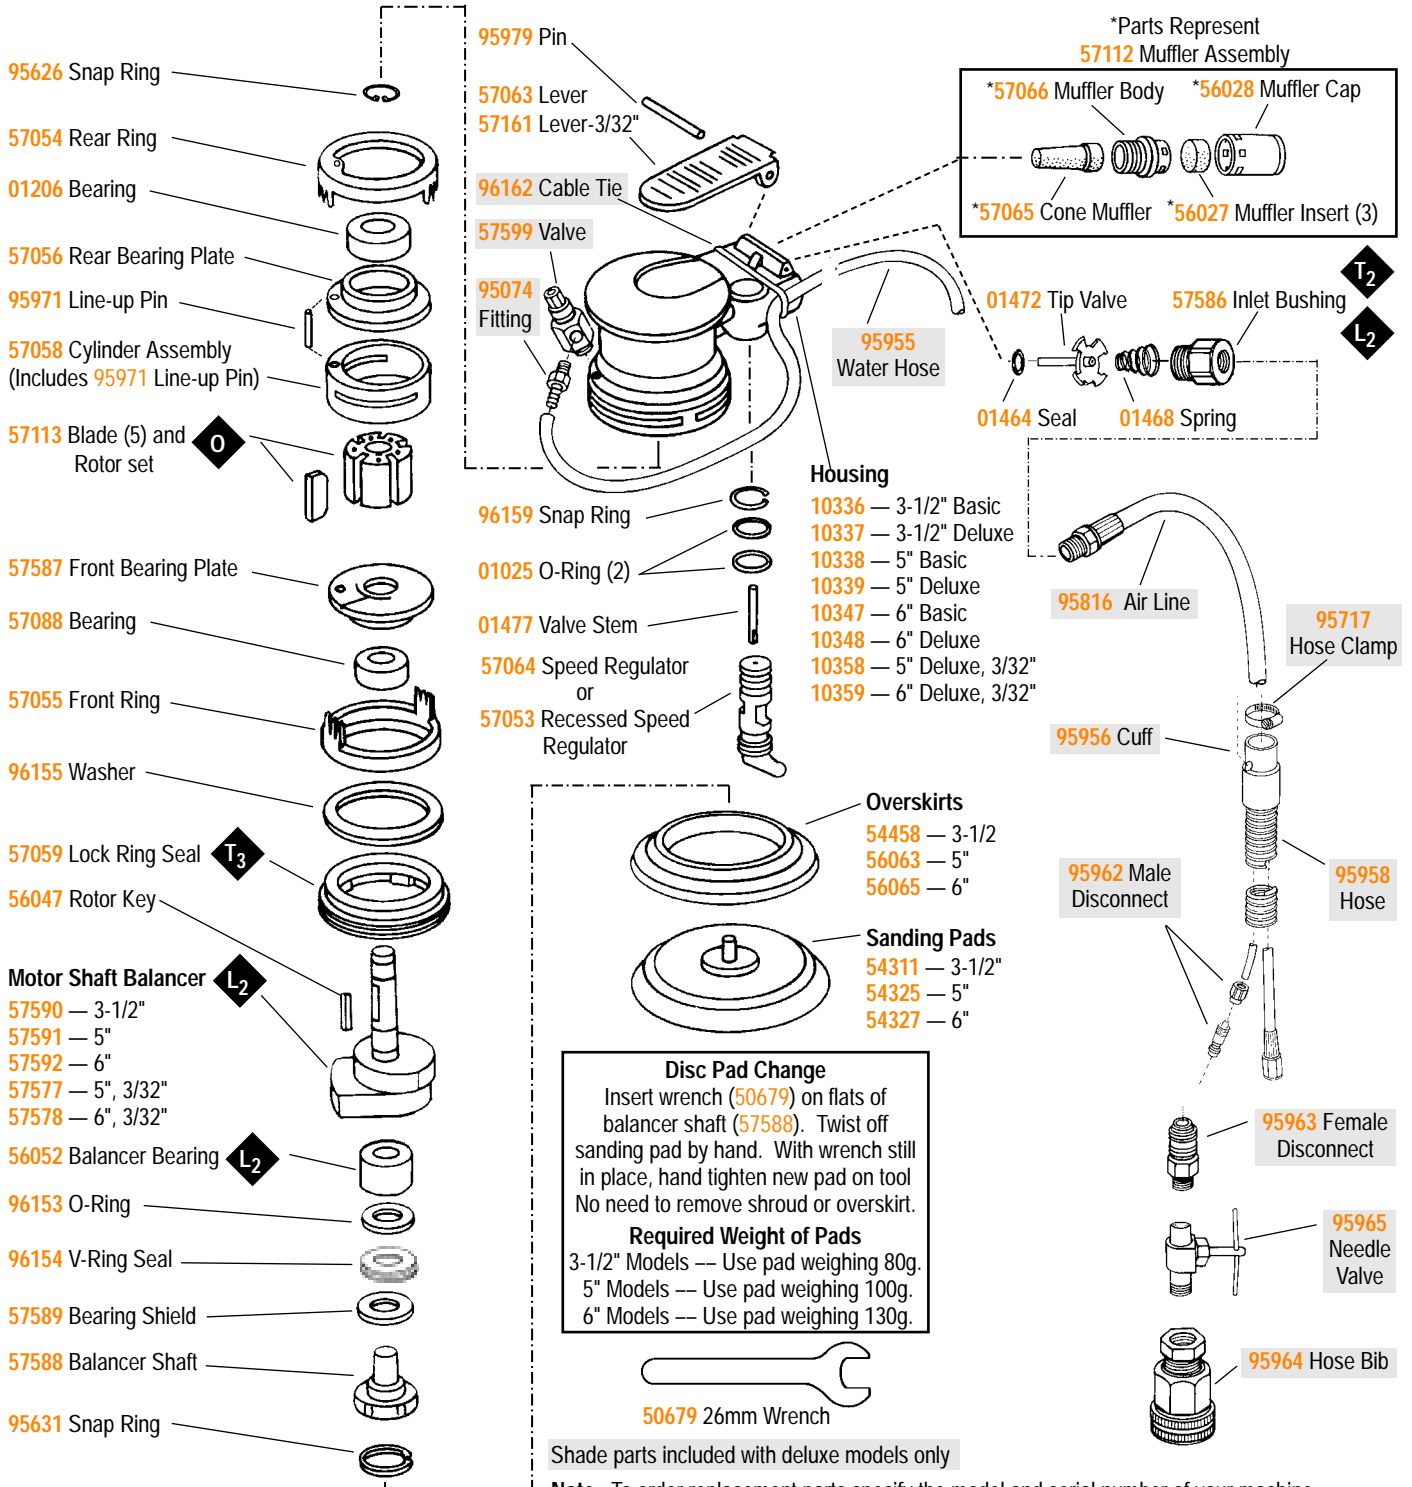 95626 Snap Ring
57054 Rear Ring
01206 Bearing
57056 Rear Bearing Plate
95971 Line-up Pin
57058 Cylinder Assembly
(Includes 95971 Line-up Pin)
57113 Blade (5) and
Rotor set
O
57587 Front Bearing Plate
57088 Bearing
57055 Front Ring
96155 Washer
57059 Lock Ring Seal
T3
56047 Rotor Key
Motor Shaft Balancer
L2
57590 — 3-1/2"
57591 — 5"
57592 — 6"
57577 — 5", 3/32"
57578 — 6", 3/32"
56052 Balancer Bearing
L2
96153 O-Ring
96154 V-Ring Seal
57589 Bearing Shield
57588 Balancer Shaft
95631 Snap Ring
95979 Pin
57063 Lever
57161 Lever-3/32"
96162 Cable Tie
57599 Valve
95074
Fitting
95955
Water Hose
96159 Snap Ring
01025 O-Ring (2)
01477 Valve Stem
57064 Speed Regulator
or
57053 Recessed Speed
Regulator
Housing
10336 — 3-1/2" Basic
10337 — 3-1/2" Deluxe
10338 — 5" Basic
10339 — 5" Deluxe
10347 — 6" Basic
10348 — 6" Deluxe
10358 — 5" Deluxe, 3/32"
10359 — 6" Deluxe, 3/32"
Overskirts
54458 — 3-1/2
56063 — 5"
56065 — 6"
Sanding Pads
54311 — 3-1/2"
54325 — 5"
54327 — 6"
Disc Pad Change
Insert wrench (50679) on flats of
balancer shaft (57588). Twist off
sanding pad by hand. With wrench still
in place, hand tighten new pad on tool
No need to remove shroud or overskirt.
Required Weight of Pads
3-1/2" Models –– Use pad weighing 80g.
5" Models –– Use pad weighing 100g.
6" Models –– Use pad weighing 130g.
50679 26mm Wrench
Shade parts included with deluxe models only
Note To order replacement parts specify the model and serial number of your machine
*Parts Represent
57112 Muffler Assembly
*57066 Muffler Body
*56028 Muffler Cap
*57065 Cone Muffler
*56027 Muffler Insert (3)
T2
L2
01472 Tip Valve
57586 Inlet Bushing
01464 Seal
01468 Spring
95816 Air Line
95717
Hose Clamp
95956 Cuff
95962 Male
Disconnect
95958
Hose
95963 Female
Disconnect
95965
Needle
Valve
95964 Hose Bib